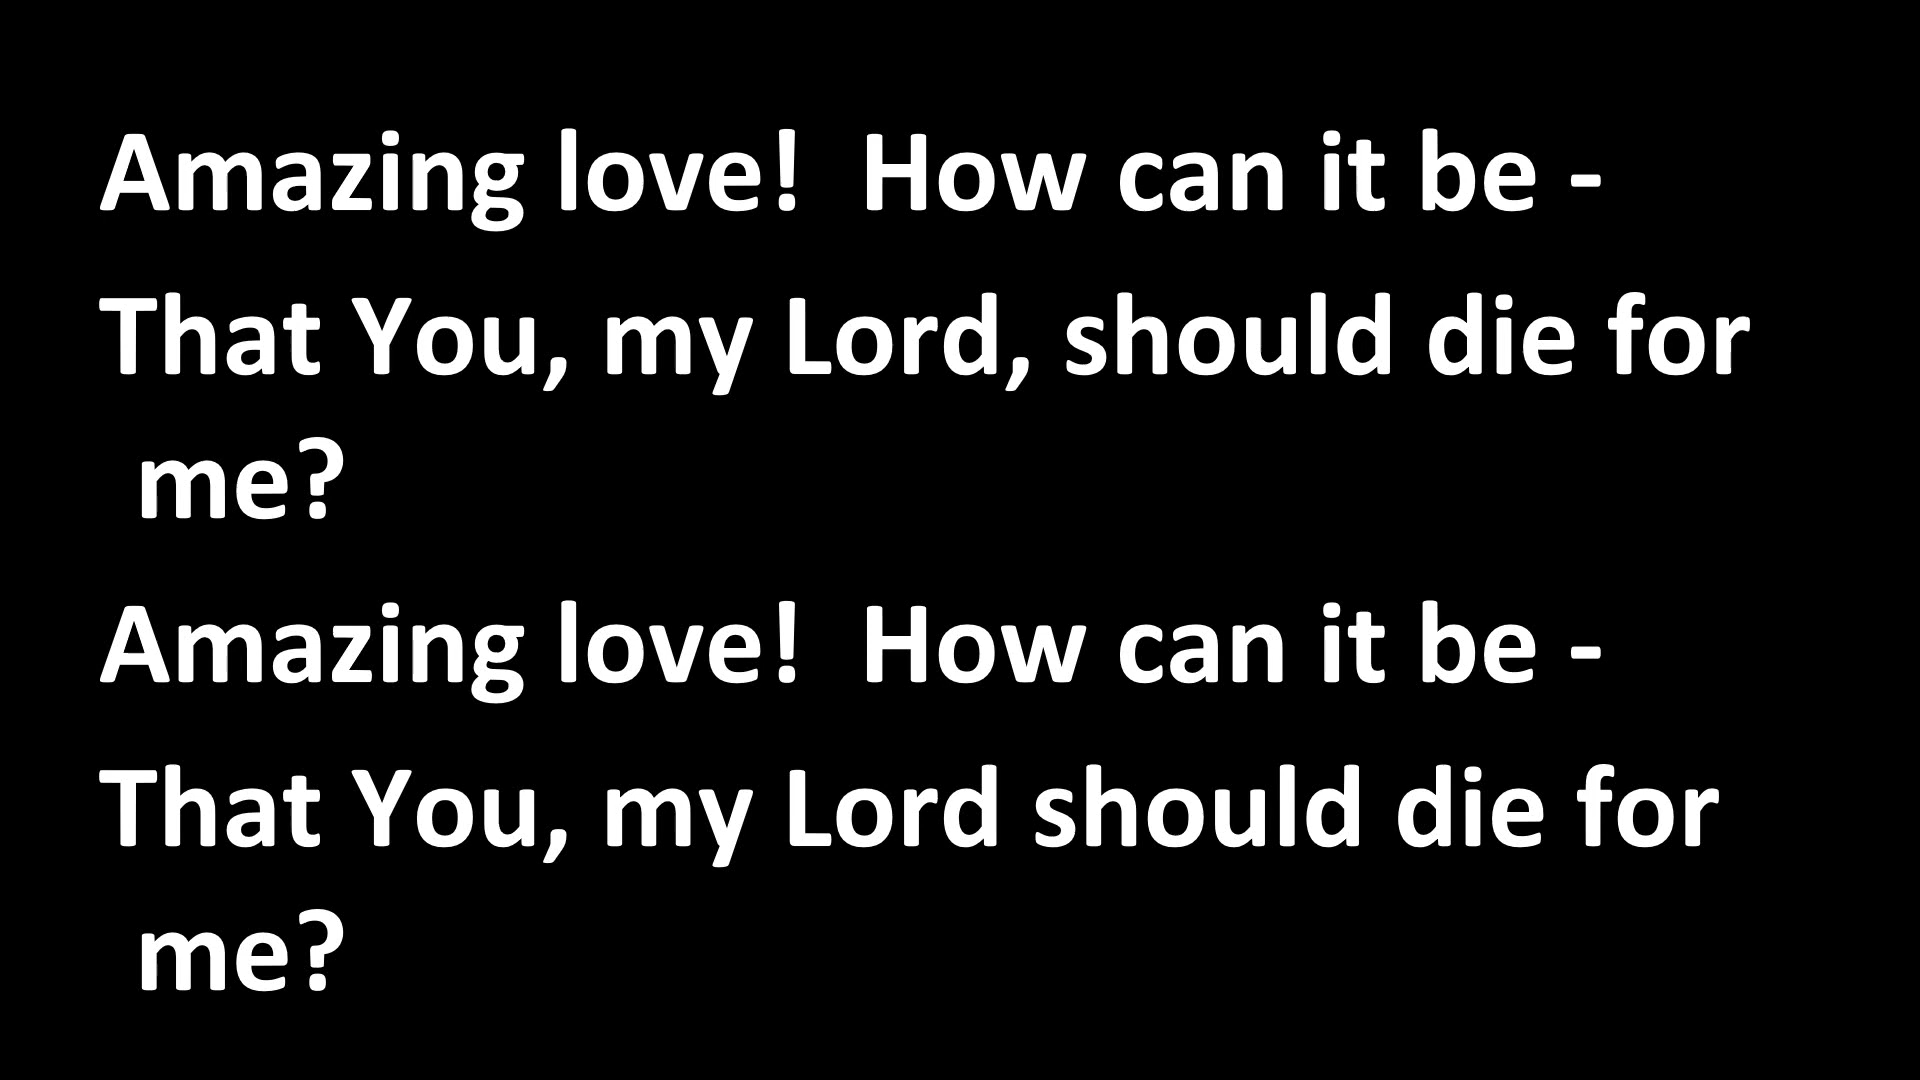 Amazing love!  How can it be -
That You, my Lord, should die for
me?
Amazing love!  How can it be -
That You, my Lord should die for
me?